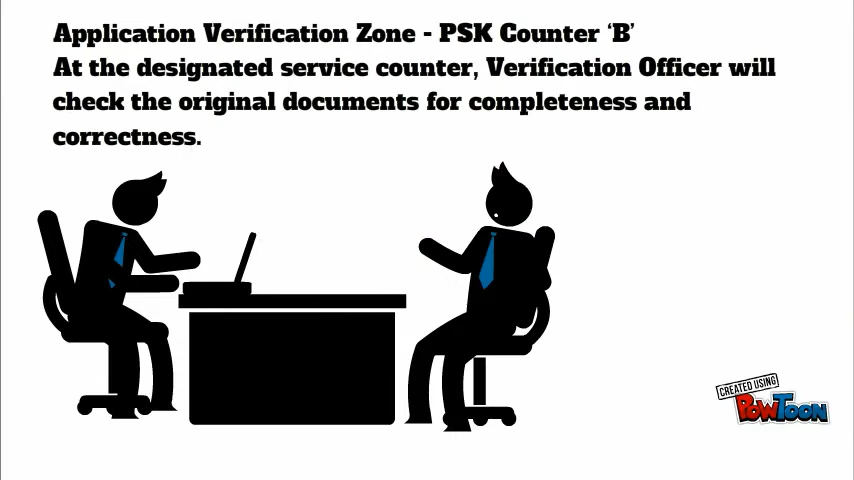 Application Verification Zone - PSK Counter ‘B’
At the designated service counter, Verification Officer will
check the original documents for completeness and
correctness.
CREATED USING
POWTOON